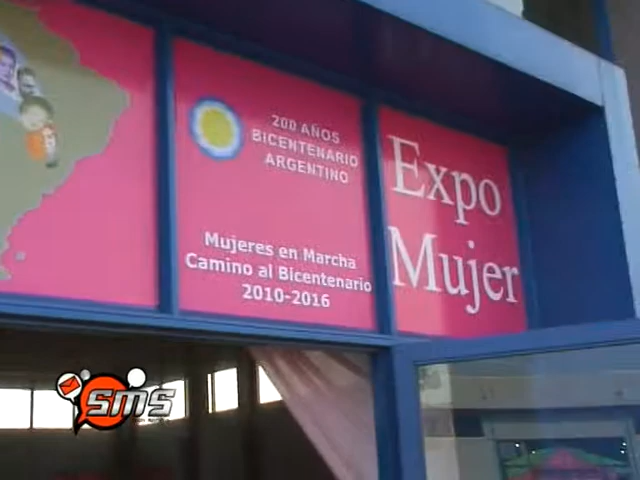 200 AÑOS
BICENTENARIO
ARGENTINO
Mujeres en Marcha
Camino al Bicentenario
2010-2016
Expo
Mujer
sms